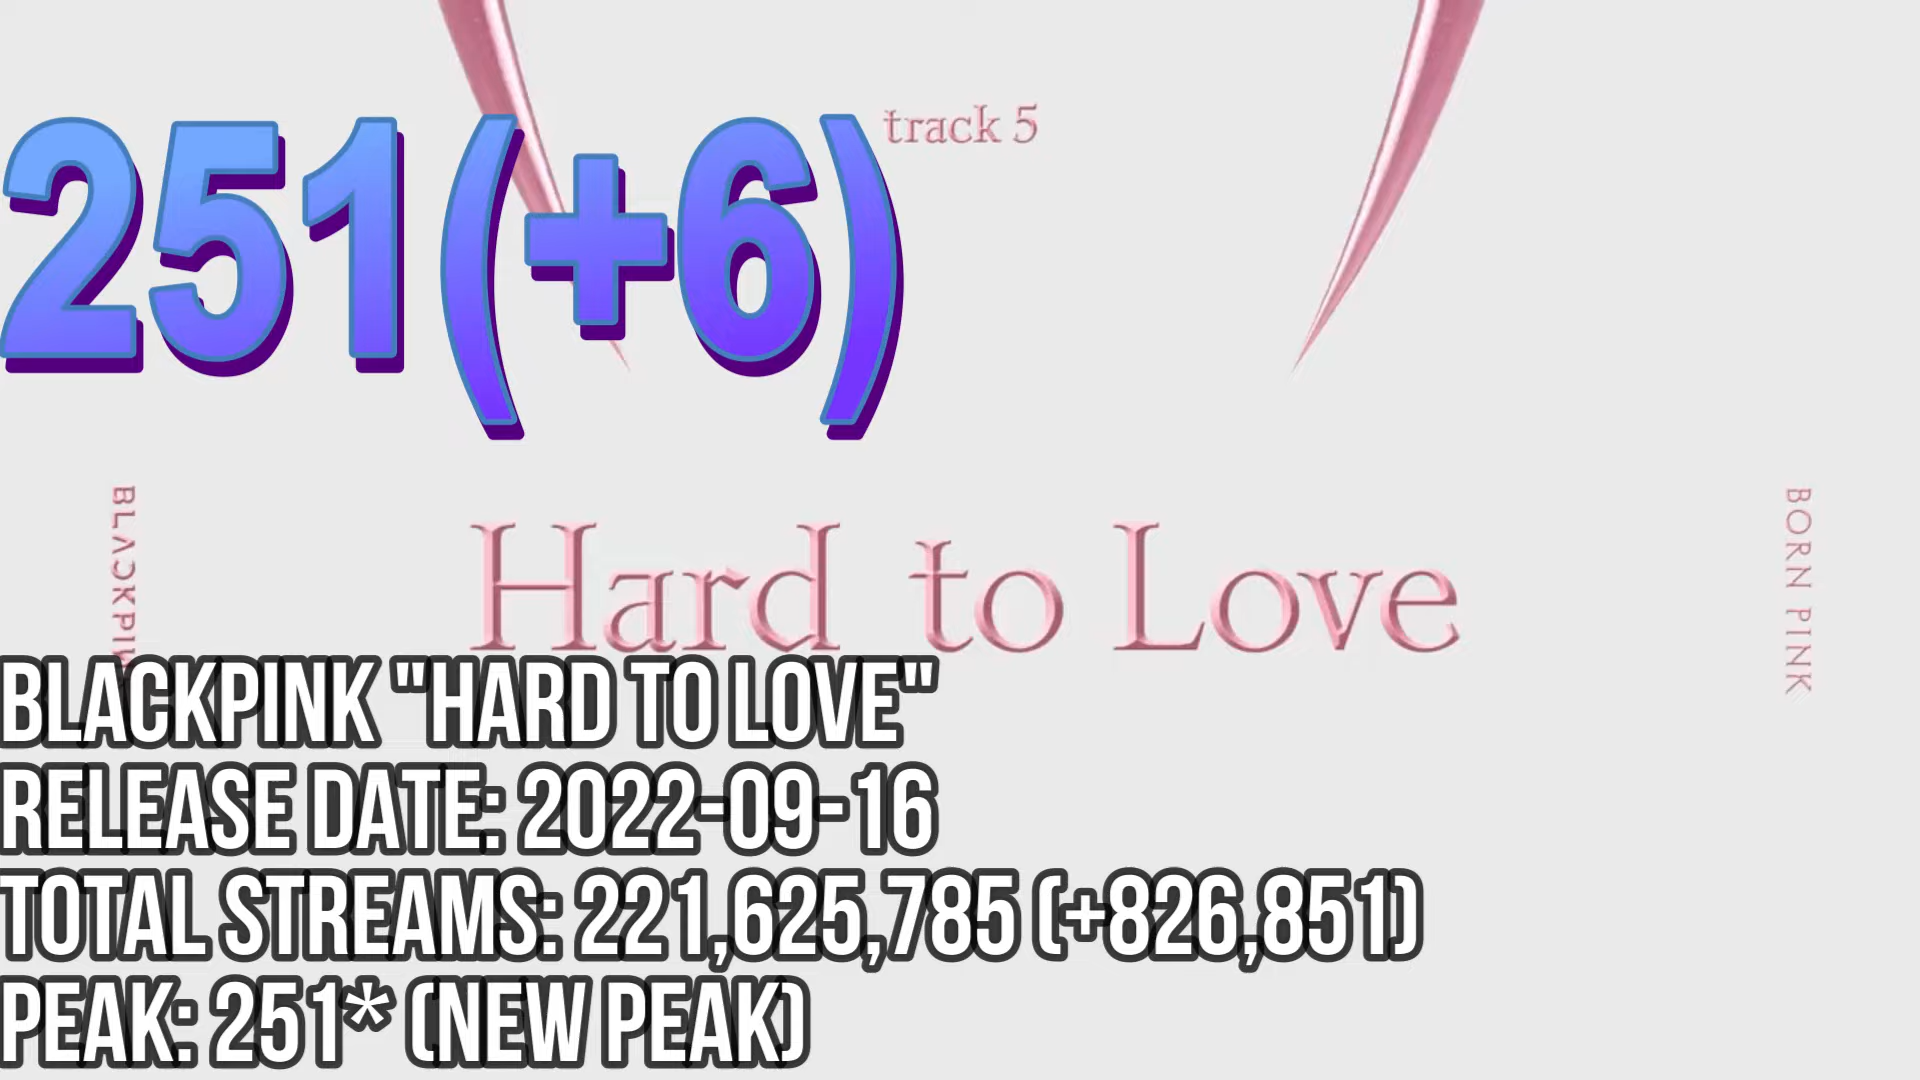 track 5
251(+6)
BLACKPINK
BORN PINK
Hard to Love
BLACKPINK "HARD TO LOVE"
RELEASE DATE: 2022-09-16
TOTAL STREAMS: 221,625,785 (+826,851)
PEAK: 251* (NEW PEAK)